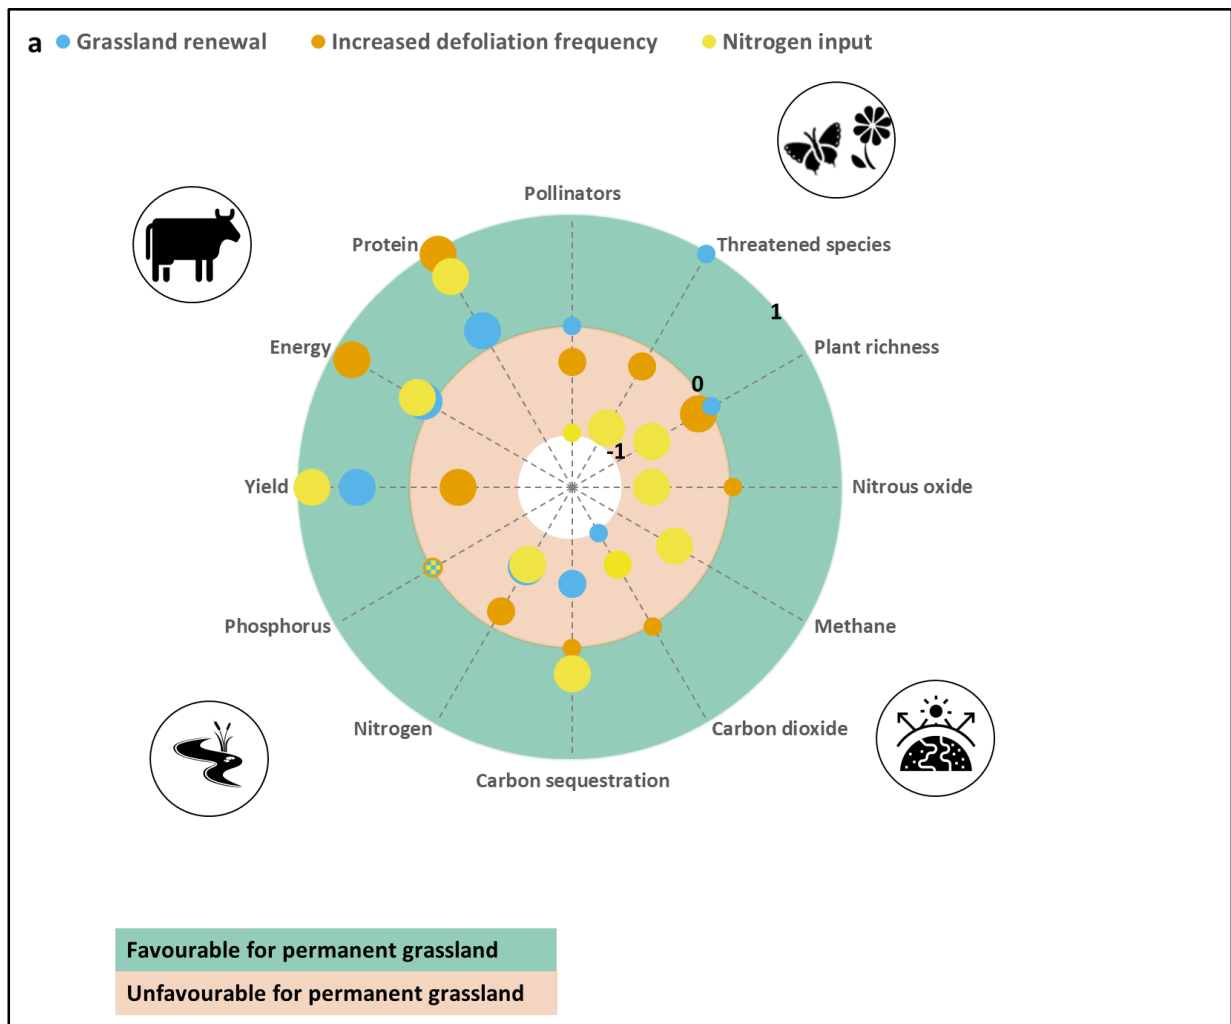 a Grassland renewal Increased defoliation frequency Nitrogen input
Pollinators
Protein Threatened species
1
Energy Plant richness
0
-1
Yield Nitrous oxide
Phosphorus Methane
Nitrogen Carbon dioxide
Carbon sequestration
Favourable for permanent grassland
Unfavourable for permanent grassland